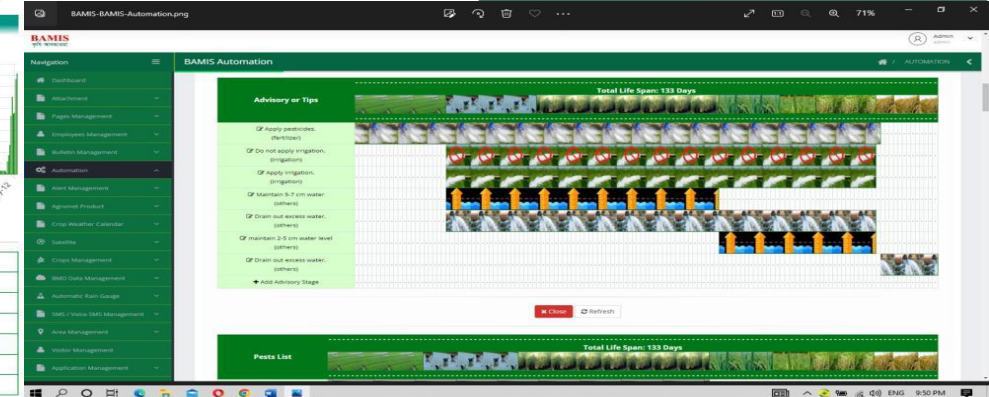 BAMIS-BAMIS-Automation.png
71%
BAMIS
কৃষি আবহাওয়া
Admin
admin
Navigation
BAMIS Automation
/ AUTOMATION
Dashboard
Attachment
Pages Management
Employees Management
Bulletin Management
Automation
Alert Management
Agromet Product
Crop Weather Calendar
Satellite
Crops Management
BMD Data Management
Automatic Rain Gauge
SMS / Voice SMS Management
Area Management
Visitor Management
Application Management
Advisory or Tips
Total Life Span: 133 Days
Apply pesticides.
(fertilizer)
Do not apply irrigation.
(irrigation)
Apply irrigation.
(irrigation)
Maintain 5-7 cm water
(others)
Drain out excess water.
(others)
maintain 2-5 cm water level
(others)
Drain out excess water.
(others)
+ Add Advisory Stage
Close
Refresh
Pests List
Total Life Span: 133 Days
ENG
9:50 PM